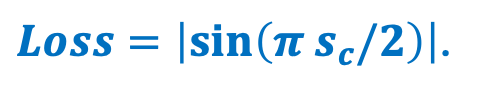 Loss = |sin(π s_c/2)|.